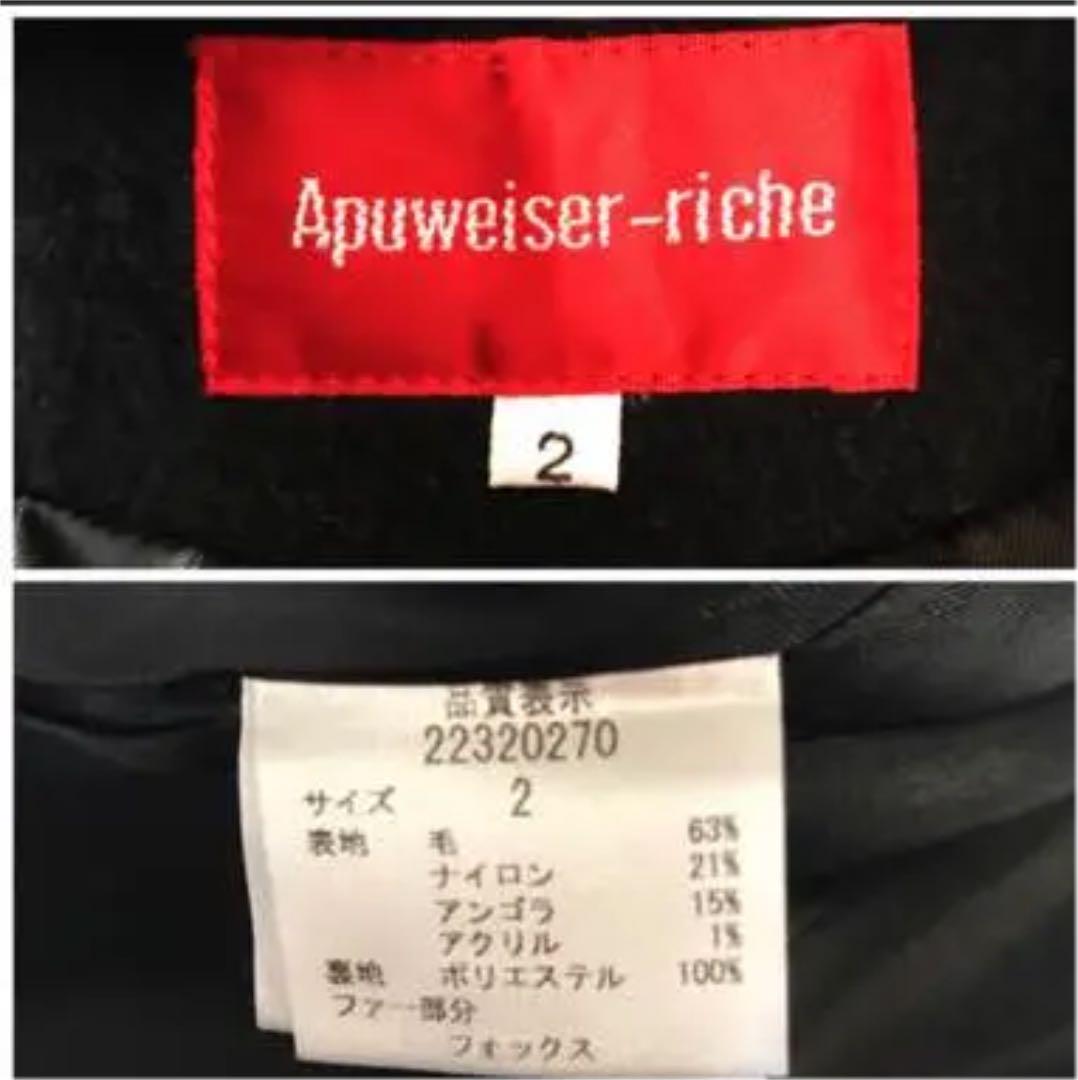 Apuweiser-riche
2
品質表示
22320270
サイズ 2
表地 毛 63%
ナイロン 21%
アンゴラ 15%
アクリル 1%
裏地 ポリエステル 100%
ファー部分
フォックス